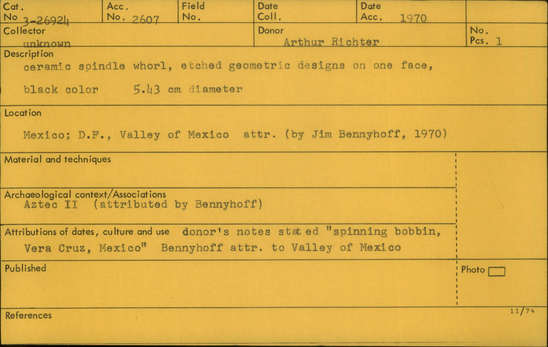 Cat. Acc. Field Date Date
No 3-26924 No. 2607 No. Coll. Acc. 1970
Collector Donor No.
unknown Arthur Richter Pcs. 1
Description
ceramic spindle whorl, etched geometric designs on one face,
black color 5.43 cm diameter
Location
Mexico: D.F., Valley of Mexico attr. (by Jim Bennyhoff, 1970)
Material and techniques
Archaeological context/Associations
Aztec II (attributed by Bennyhoff)
Attributions of dates, culture and use donor's notes stated "spinning bobbin,
Vera Cruz, Mexico" Bennyhoff attr. to Valley of Mexico
Published Photo
References 11/74